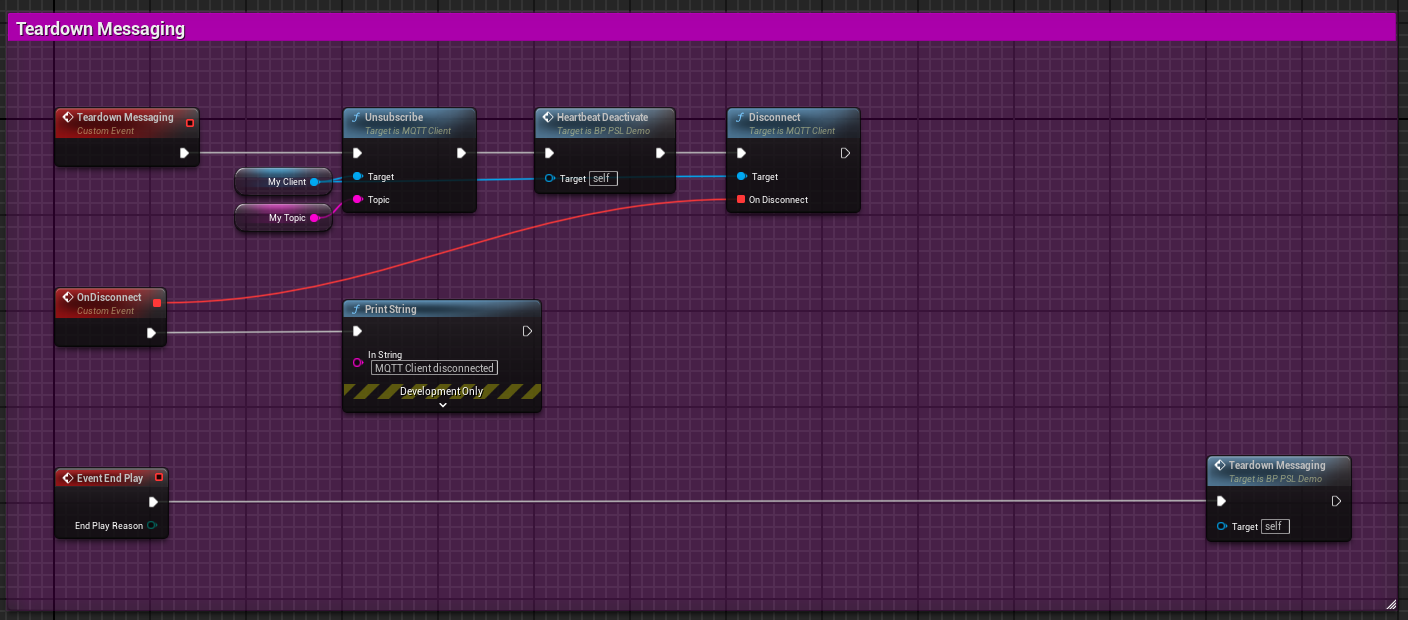 Teardown Messaging
Teardown Messaging
Custom Event
Unsubscribe
Target is MQTT Client
Target
Topic
Heartbeat Deactivate
Target is BP PSL Demo
Target self
Disconnect
Target is MQTT Client
Target
On Disconnect
My Client
My Topic
OnDisconnect
Custom Event
Print String
In String
MQTT Client disconnected
Development Only
Event End Play
End Play Reason
Teardown Messaging
Target is BP PSL Demo
Target self